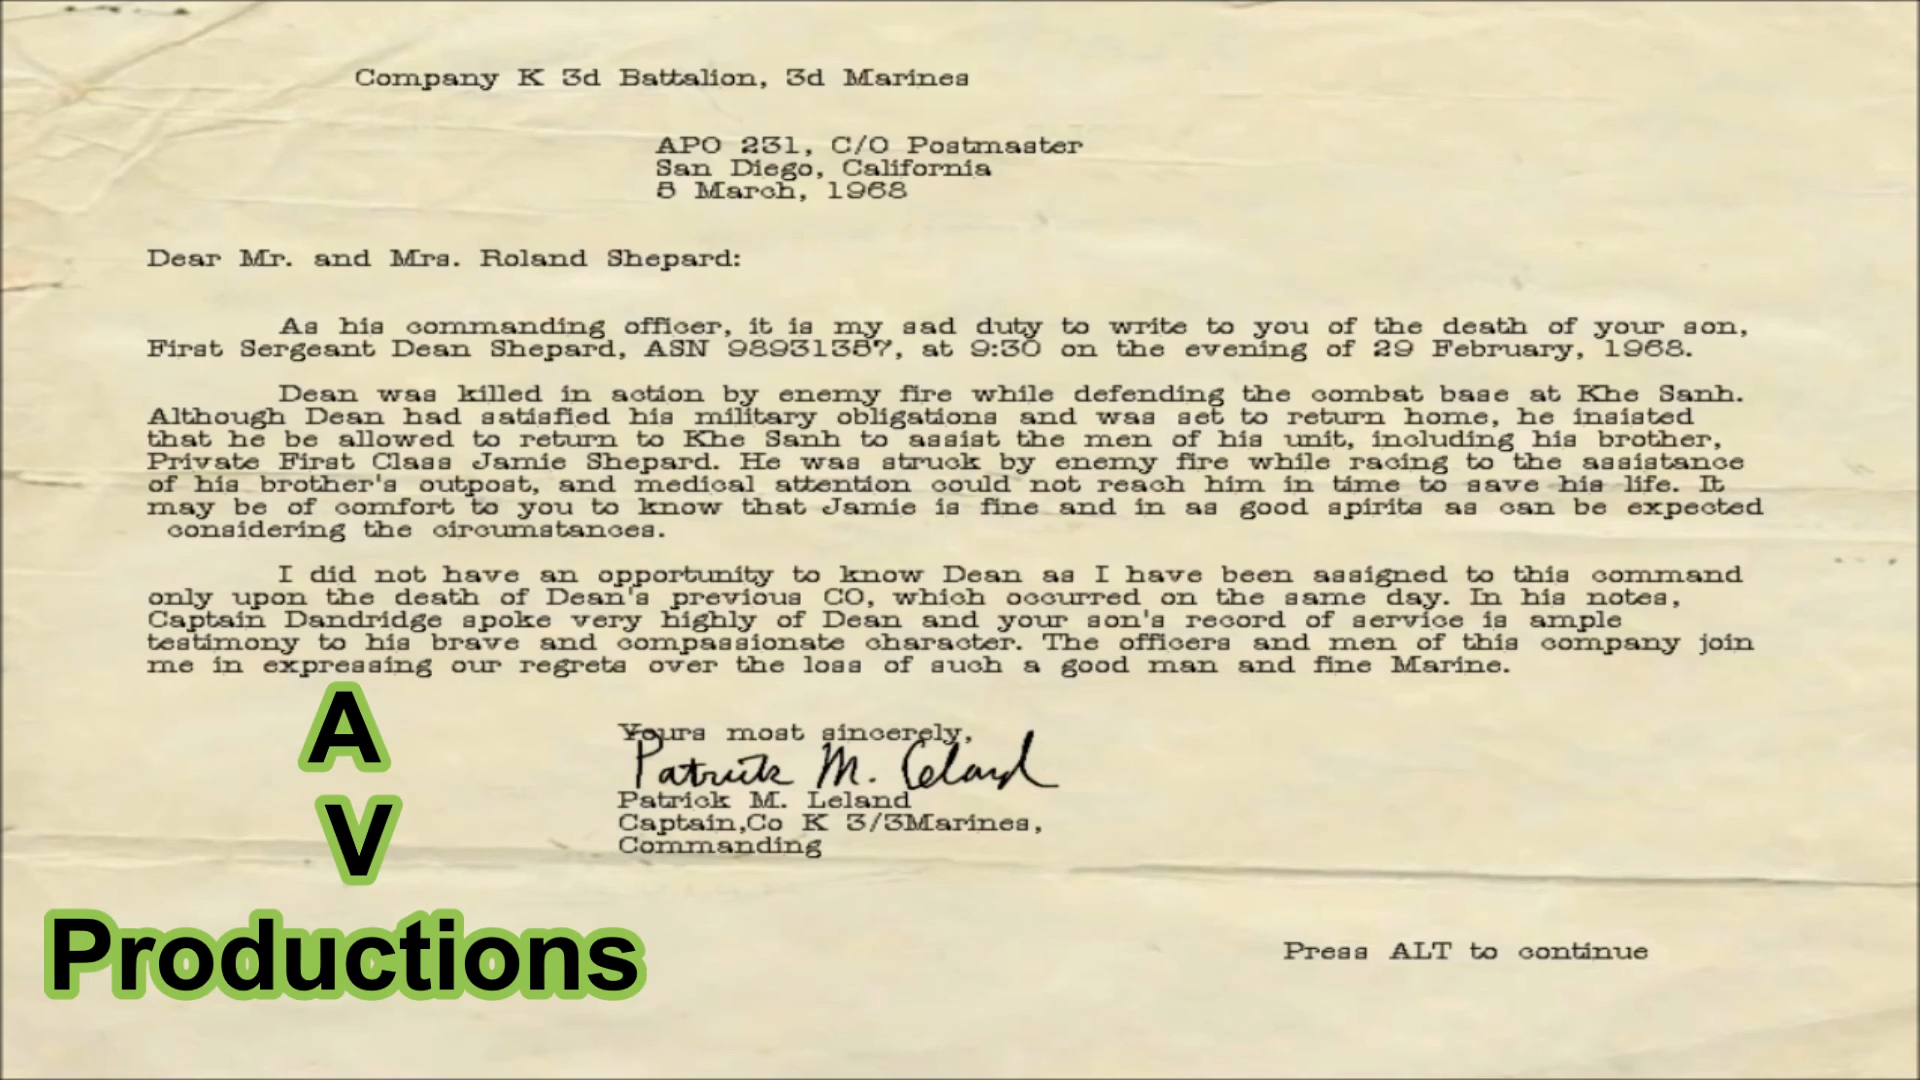 Company K 3d Battalion, 3d Marines
APO 231, C/O Postmaster
San Diego, California
5 March, 1968
Dear Mr. and Mrs. Roland Shepard:
As his commanding officer, it is my sad duty to write to you of the death of your son,
First Sergeant Dean Shepard, ASN 98931357, at 9:30 on the evening of 29 February, 1968.
Dean was killed in action by enemy fire while defending the combat base at Khe Sanh.
Although Dean had satisfied his military obligations and was set to return home, he insisted
that he be allowed to return to Khe Sanh to assist the men of his unit, including his brother,
Private First Class Jamie Shepard. He was struck by enemy fire while racing to the assistance
of his brother's outpost, and medical attention could not reach him in time to save his life. It
may be of comfort to you to know that Jamie is fine and in as good spirits as can be expected
considering the circumstances.
I did not have an opportunity to know Dean as I have been assigned to this command
only upon the death of Dean's previous CO, which occurred on the same day. In his notes,
Captain Dandridge spoke very highly of Dean and your son's record of service is ample
testimony to his brave and compassionate character. The officers and men of this company join
me in expressing our regrets over the loss of such a good man and fine Marine.
Yours most sincerely,
Patrick M. Leland
Patrick M. Leland
Captain,Co K 3/3Marines,
Commanding
A
V
Productions
Press ALT to continue